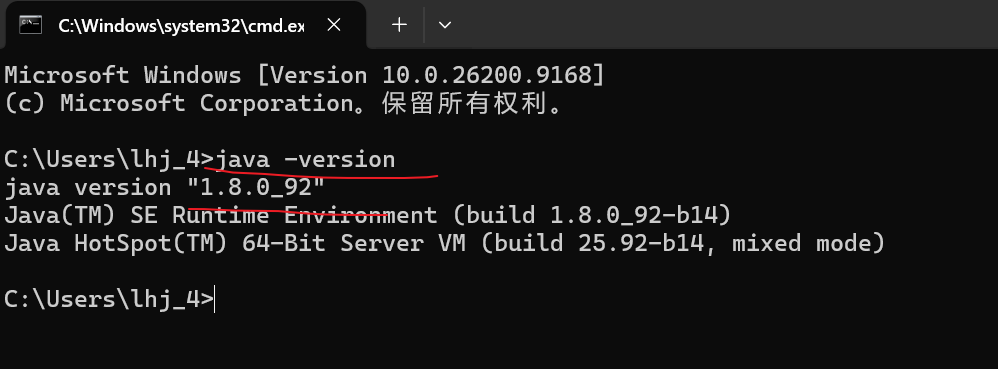 C:\Windows\system32\cmd.ex
Microsoft Windows [Version 10.0.26200.9168]
(c) Microsoft Corporation。保留所有权利。
C:\Users\lhj_4>java -version
java version "1.8.0_92"
Java(TM) SE Runtime Environment (build 1.8.0_92-b14)
Java HotSpot(TM) 64-Bit Server VM (build 25.92-b14, mixed mode)
C:\Users\lhj_4>